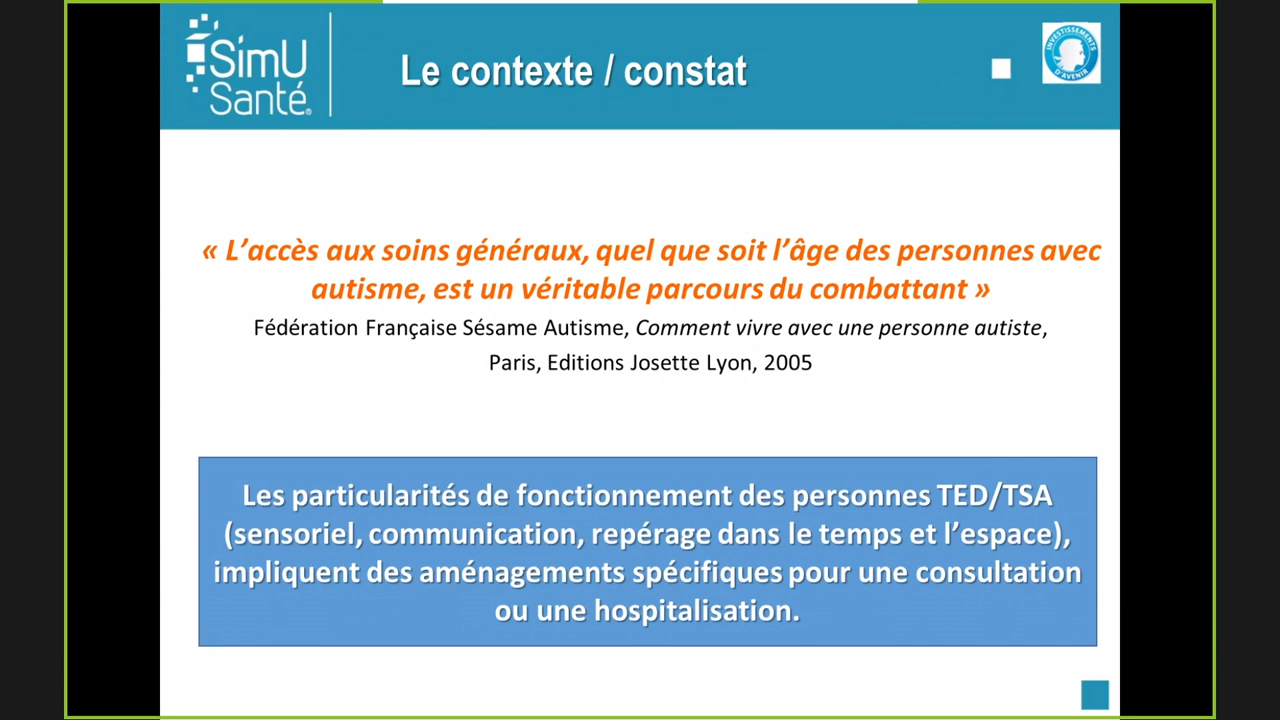 SimU
Santé®
Le contexte / constat
INVESTISSEMENTS
D'AVENIR
« L’accès aux soins généraux, quel que soit l’âge des personnes avec
autisme, est un véritable parcours du combattant »
Fédération Française Sésame Autisme, Comment vivre avec une personne autiste,
Paris, Editions Josette Lyon, 2005
Les particularités de fonctionnement des personnes TED/TSA
(sensoriel, communication, repérage dans le temps et l’espace),
impliquent des aménagements spécifiques pour une consultation
ou une hospitalisation.